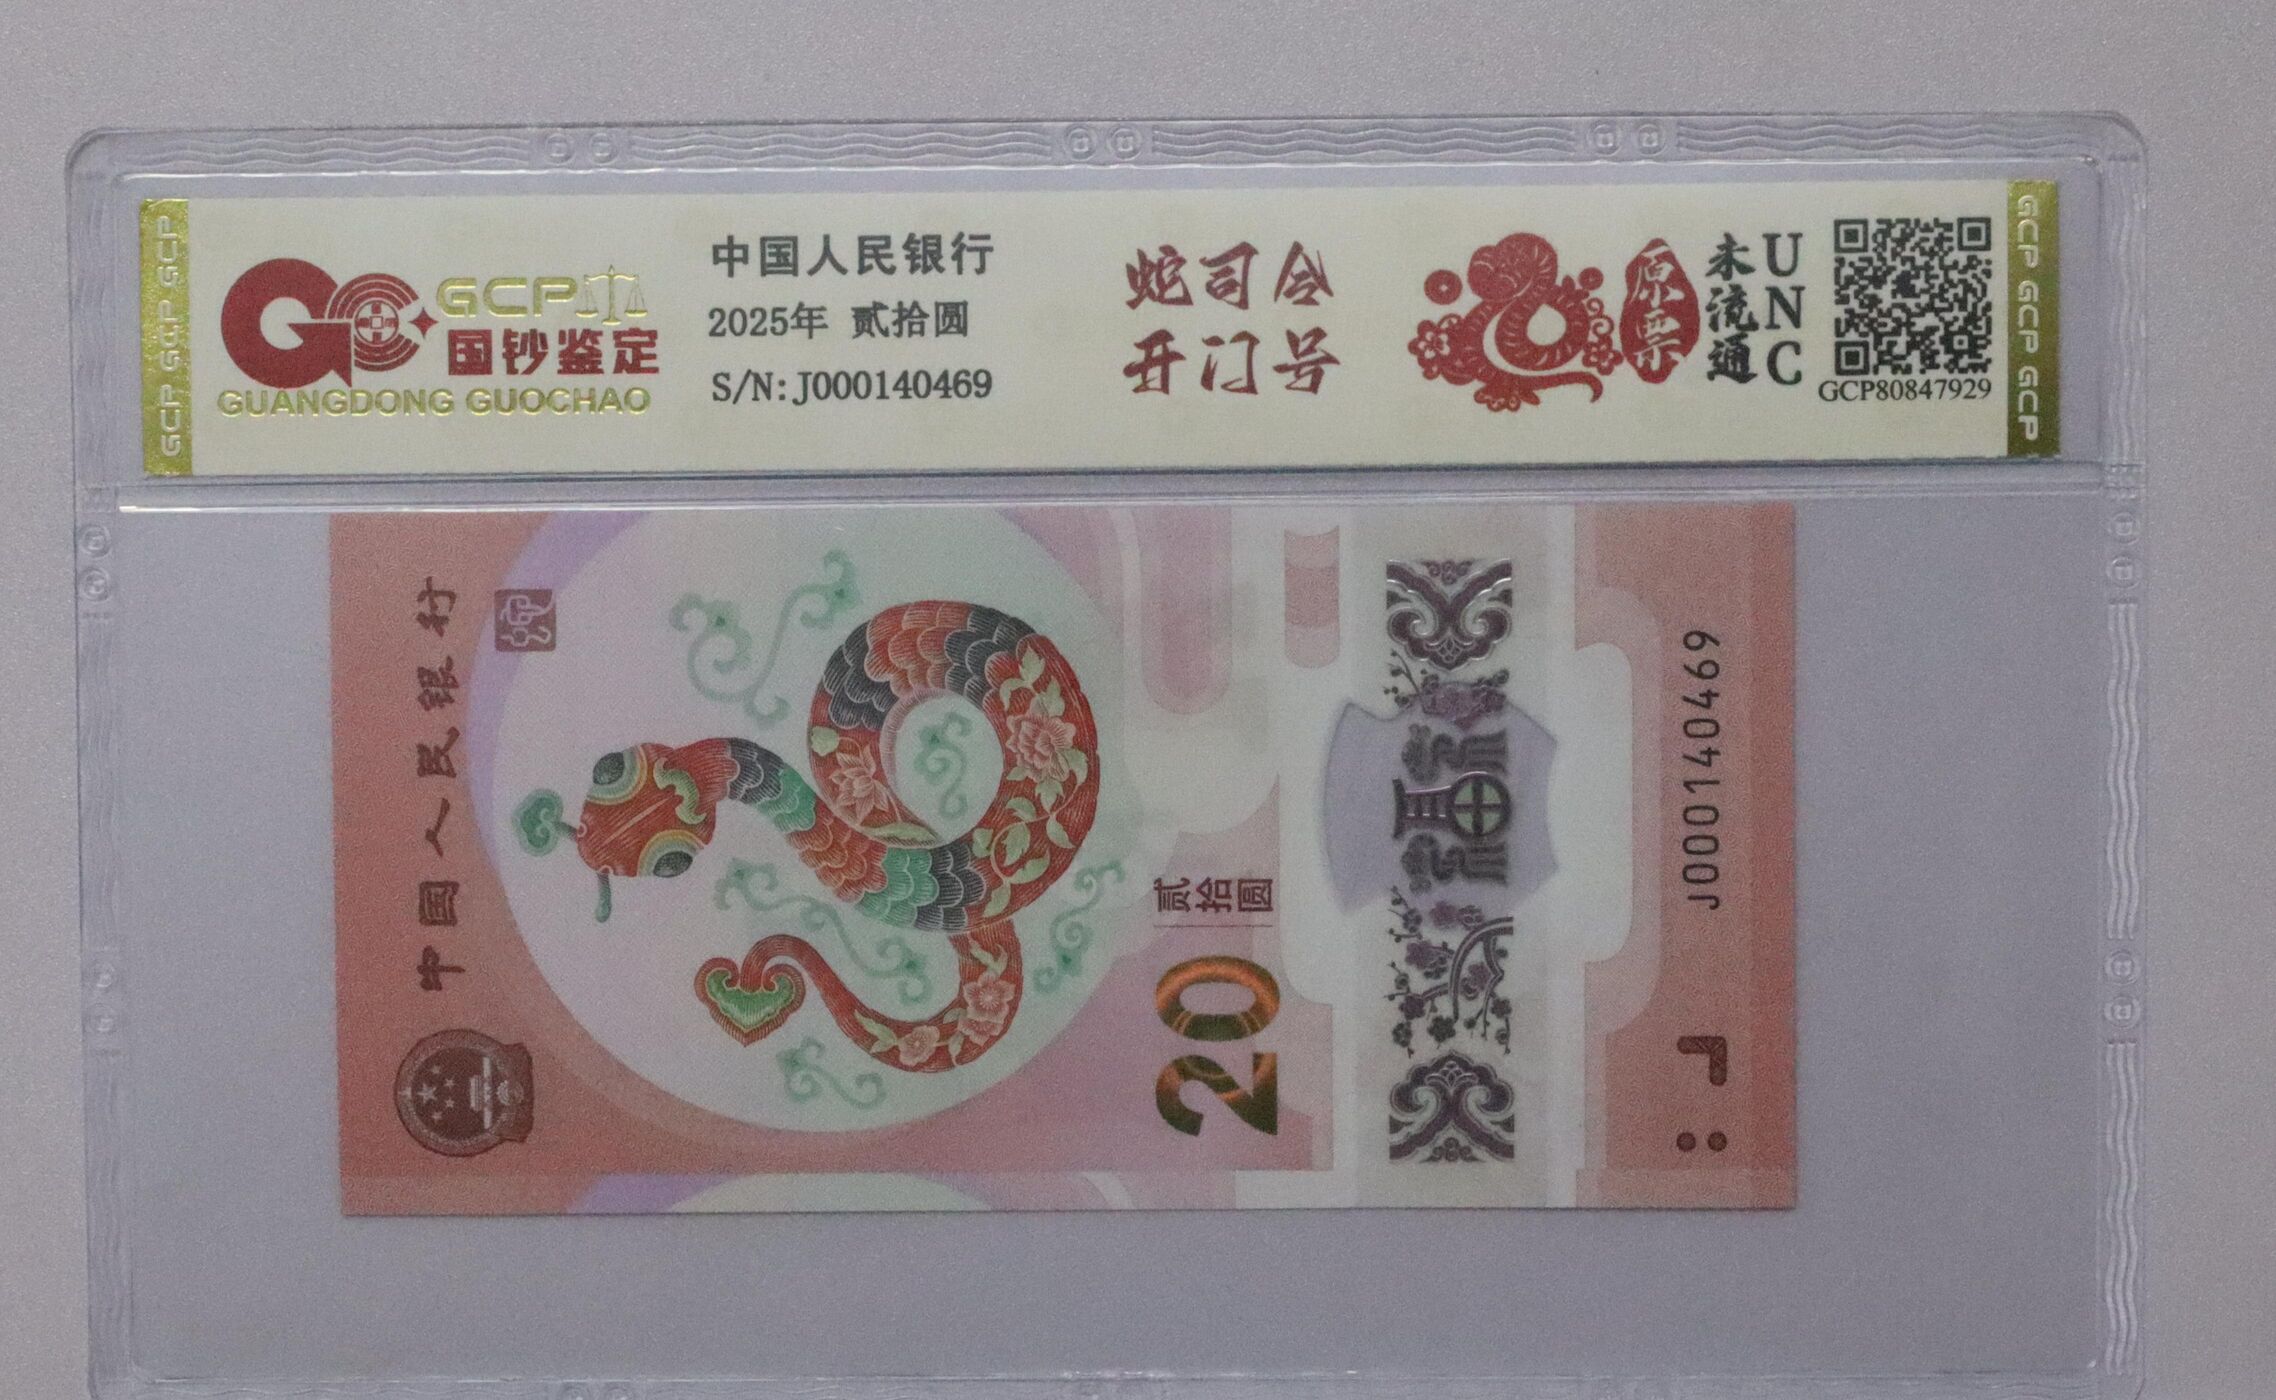 GCP GCP GCP
GCP
国钞鉴定
GUANGDONG GUOCHAO
中国人民银行
2025年 贰拾圆
S/N: J000140469
蛇司令
开门号
原票
未流通
UNC
GCP80847929
GCP GCP GCP
中国人民银行
贰拾圆
20
J000140469